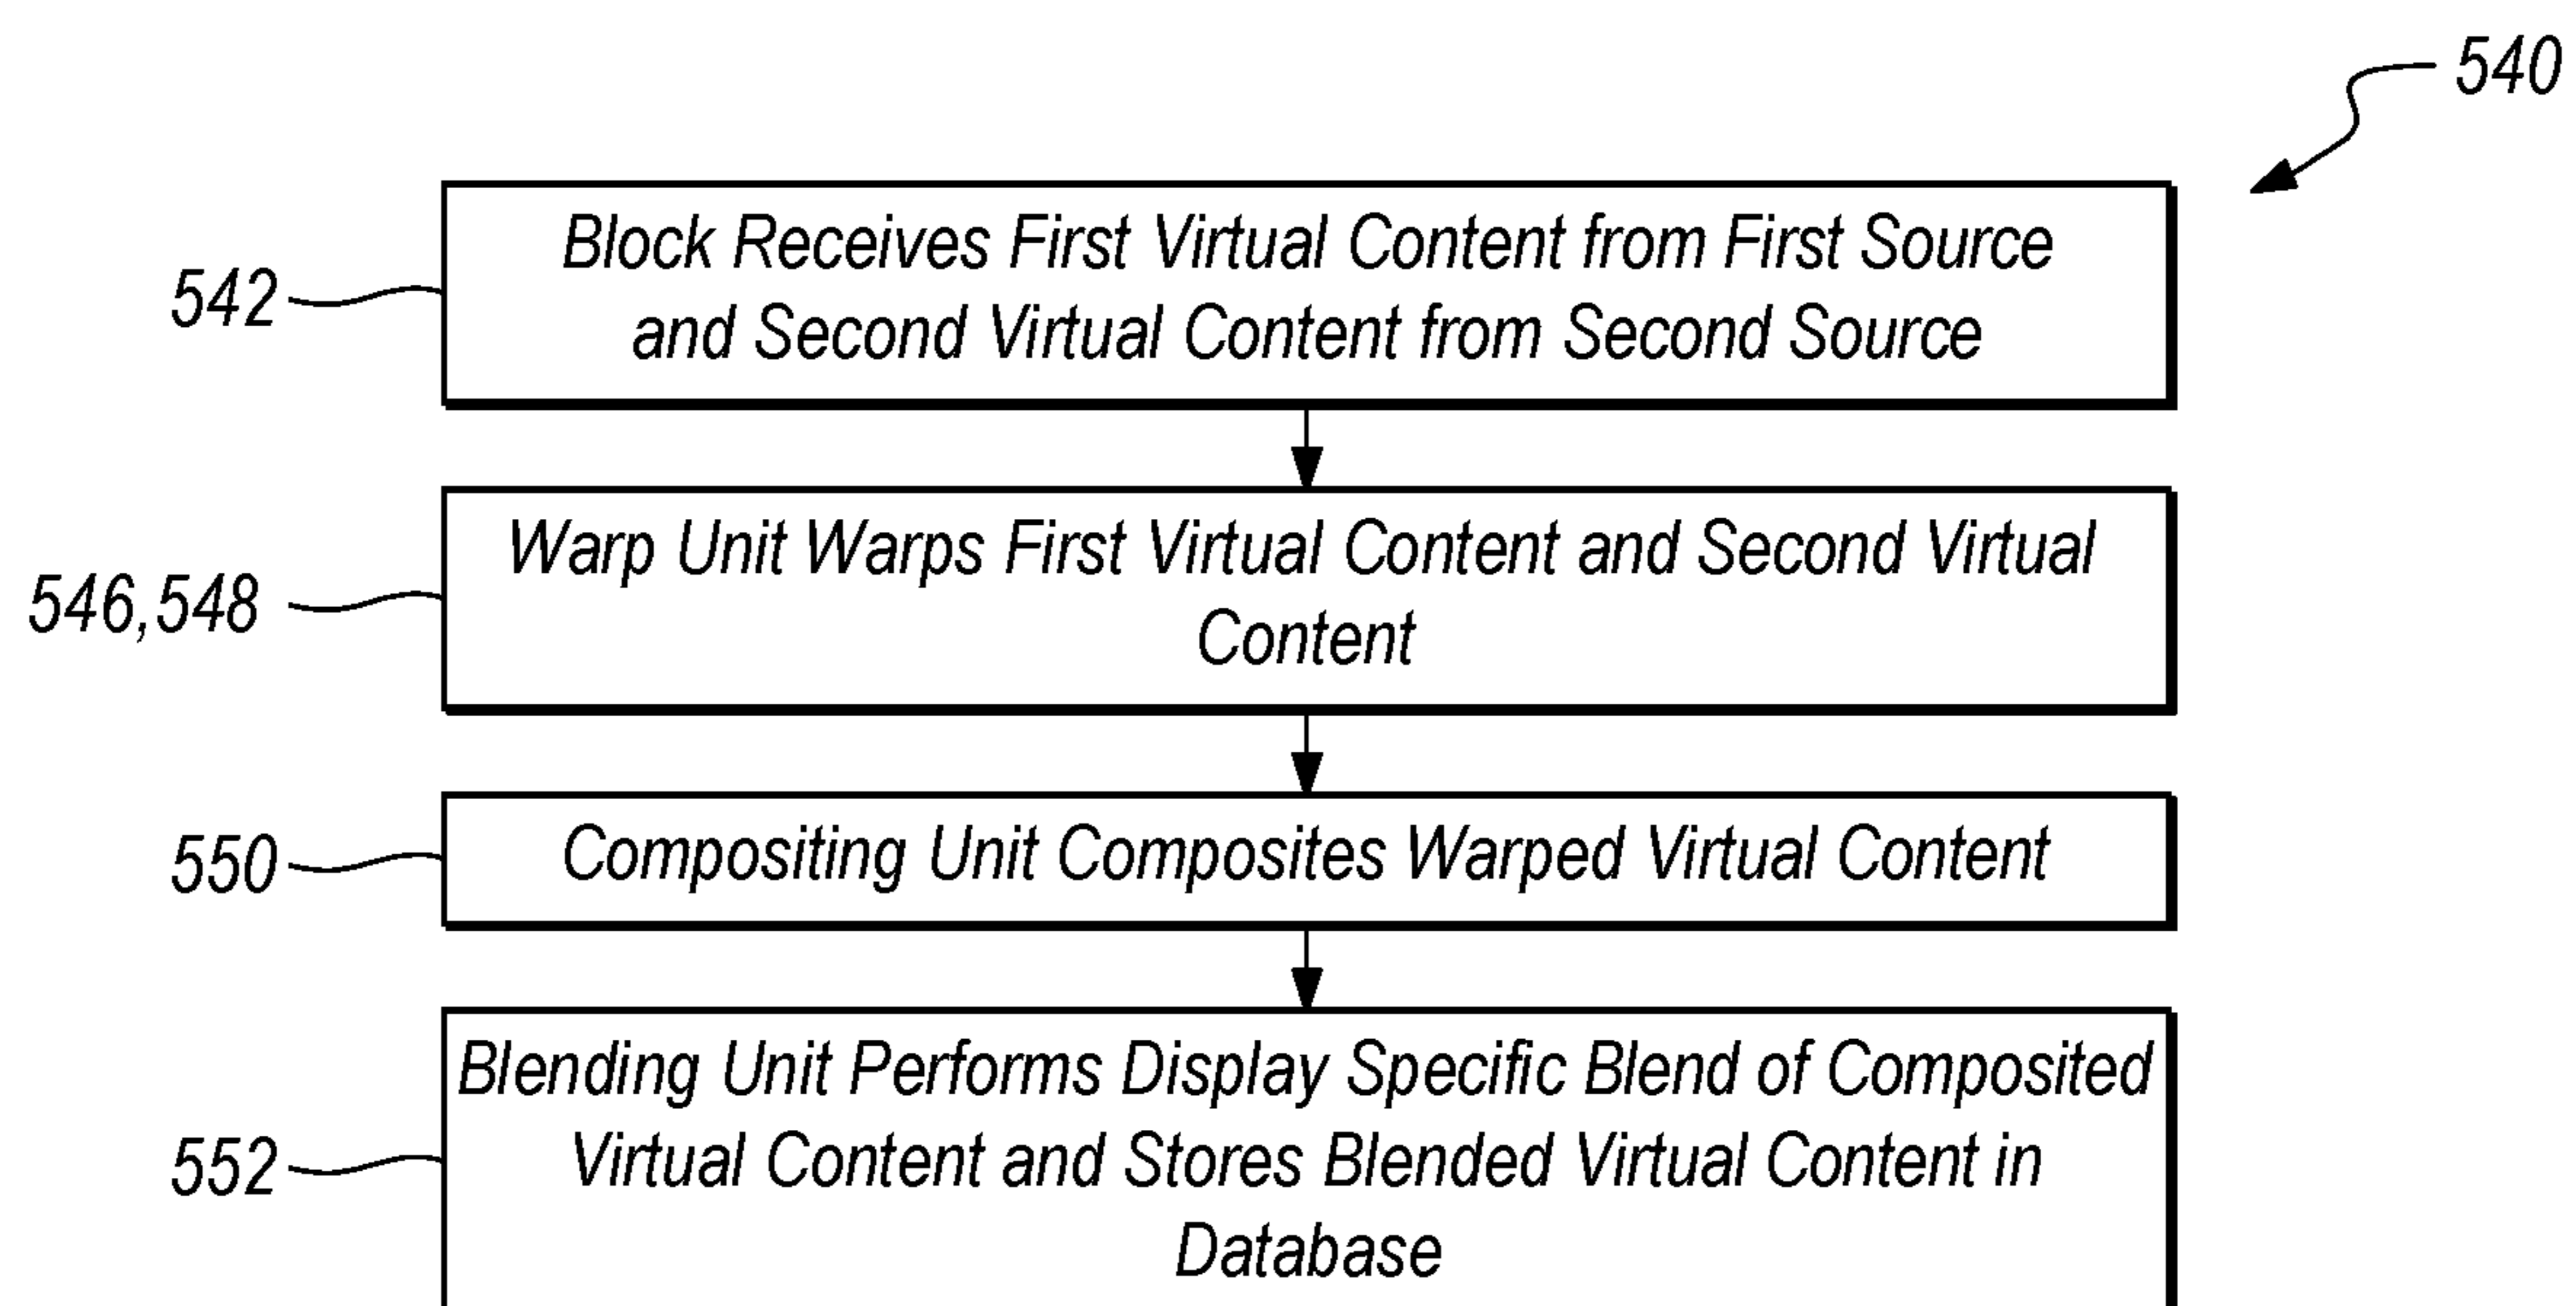 540
542
Block Receives First Virtual Content from First Source
and Second Virtual Content from Second Source
546,548
Warp Unit Warps First Virtual Content and Second Virtual
Content
550
Compositing Unit Composites Warped Virtual Content
552
Blending Unit Performs Display Specific Blend of Composited
Virtual Content and Stores Blended Virtual Content in
Database